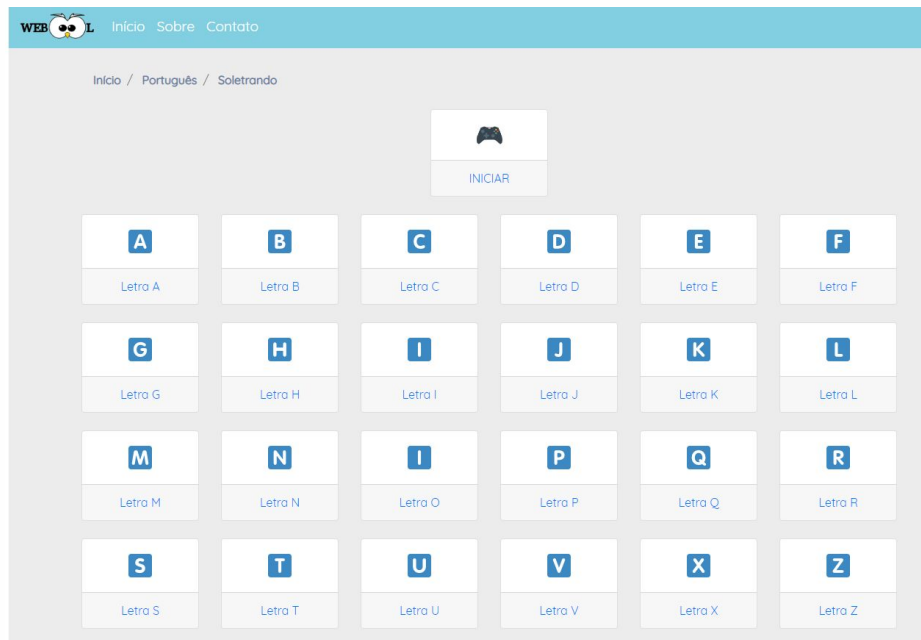 WEB L Início Sobre Contato
Início / Português / Soletrando
INICIAR
A B C D E F
Letra A Letra B Letra C Letra D Letra E Letra F
G H I J K L
Letra G Letra H Letra I Letra J Letra K Letra L
M N I P Q R
Letra M Letra N Letra O Letra P Letra Q Letra R
S T U V X Z
Letra S Letra T Letra U Letra V Letra X Letra Z